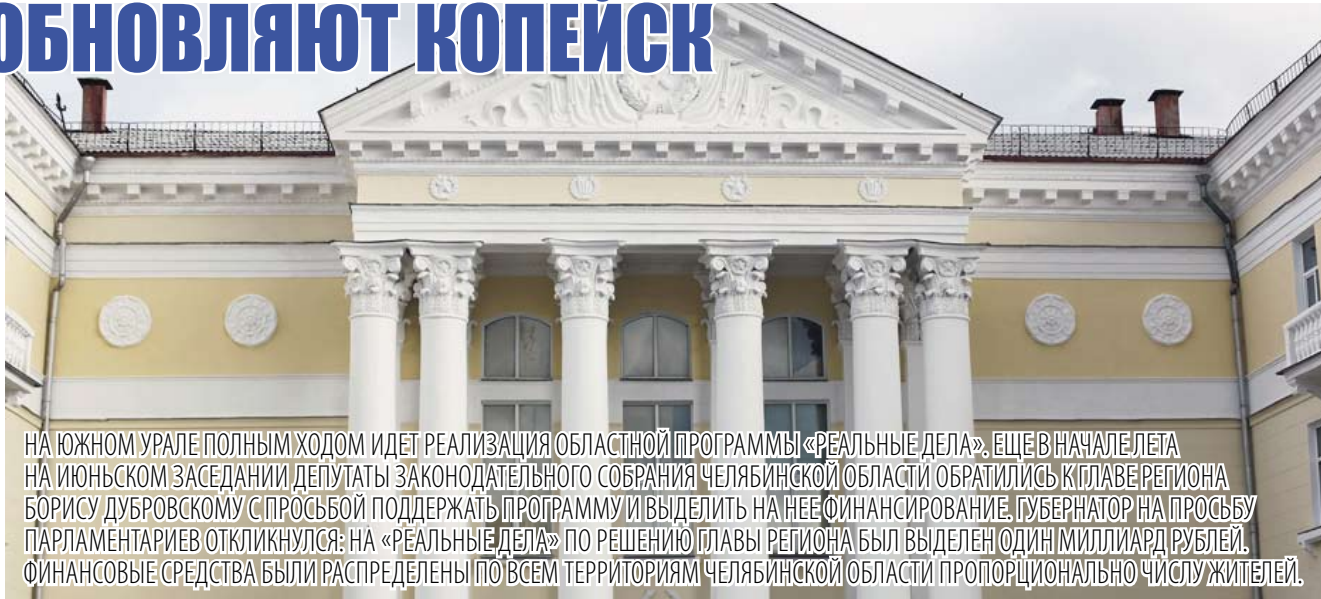 ОБНОВЛЯЮТ КОПЕЙСК
НА ЮЖНОМ УРАЛЕ ПОЛНЫМ ХОДОМ ИДЕТ РЕАЛИЗАЦИЯ ОБЛАСТНОЙ ПРОГРАММЫ «РЕАЛЬНЫЕ ДЕЛА». ЕЩЕ В НАЧАЛЕ ЛЕТА
НА ИЮНЬСКОМ ЗАСЕДАНИИ ДЕПУТАТЫ ЗАКОНОДАТЕЛЬНОГО СОБРАНИЯ ЧЕЛЯБИНСКОЙ ОБЛАСТИ ОБРАТИЛИСЬ К ГЛАВЕ РЕГИОНА
БОРИСУ ДУБРОВСКОМУ С ПРОСЬБОЙ ПОДДЕРЖАТЬ ПРОГРАММУ И ВЫДЕЛИТЬ НА НЕЕ ФИНАНСИРОВАНИЕ. ГУБЕРНАТОР НА ПРОСЬБУ
ПАРЛАМЕНТАРИЕВ ОТКЛИКНУЛСЯ: НА «РЕАЛЬНЫЕ ДЕЛА» ПО РЕШЕНИЮ ГЛАВЫ РЕГИОНА БЫЛ ВЫДЕЛЕН ОДИН МИЛЛИАРД РУБЛЕЙ.
ФИНАНСОВЫЕ СРЕДСТВА БЫЛИ РАСПРЕДЕЛЕНЫ ПО ВСЕМ ТЕРРИТОРИЯМ ЧЕЛЯБИНСКОЙ ОБЛАСТИ ПРОПОРЦИОНАЛЬНО ЧИСЛУ ЖИТЕЛЕЙ.